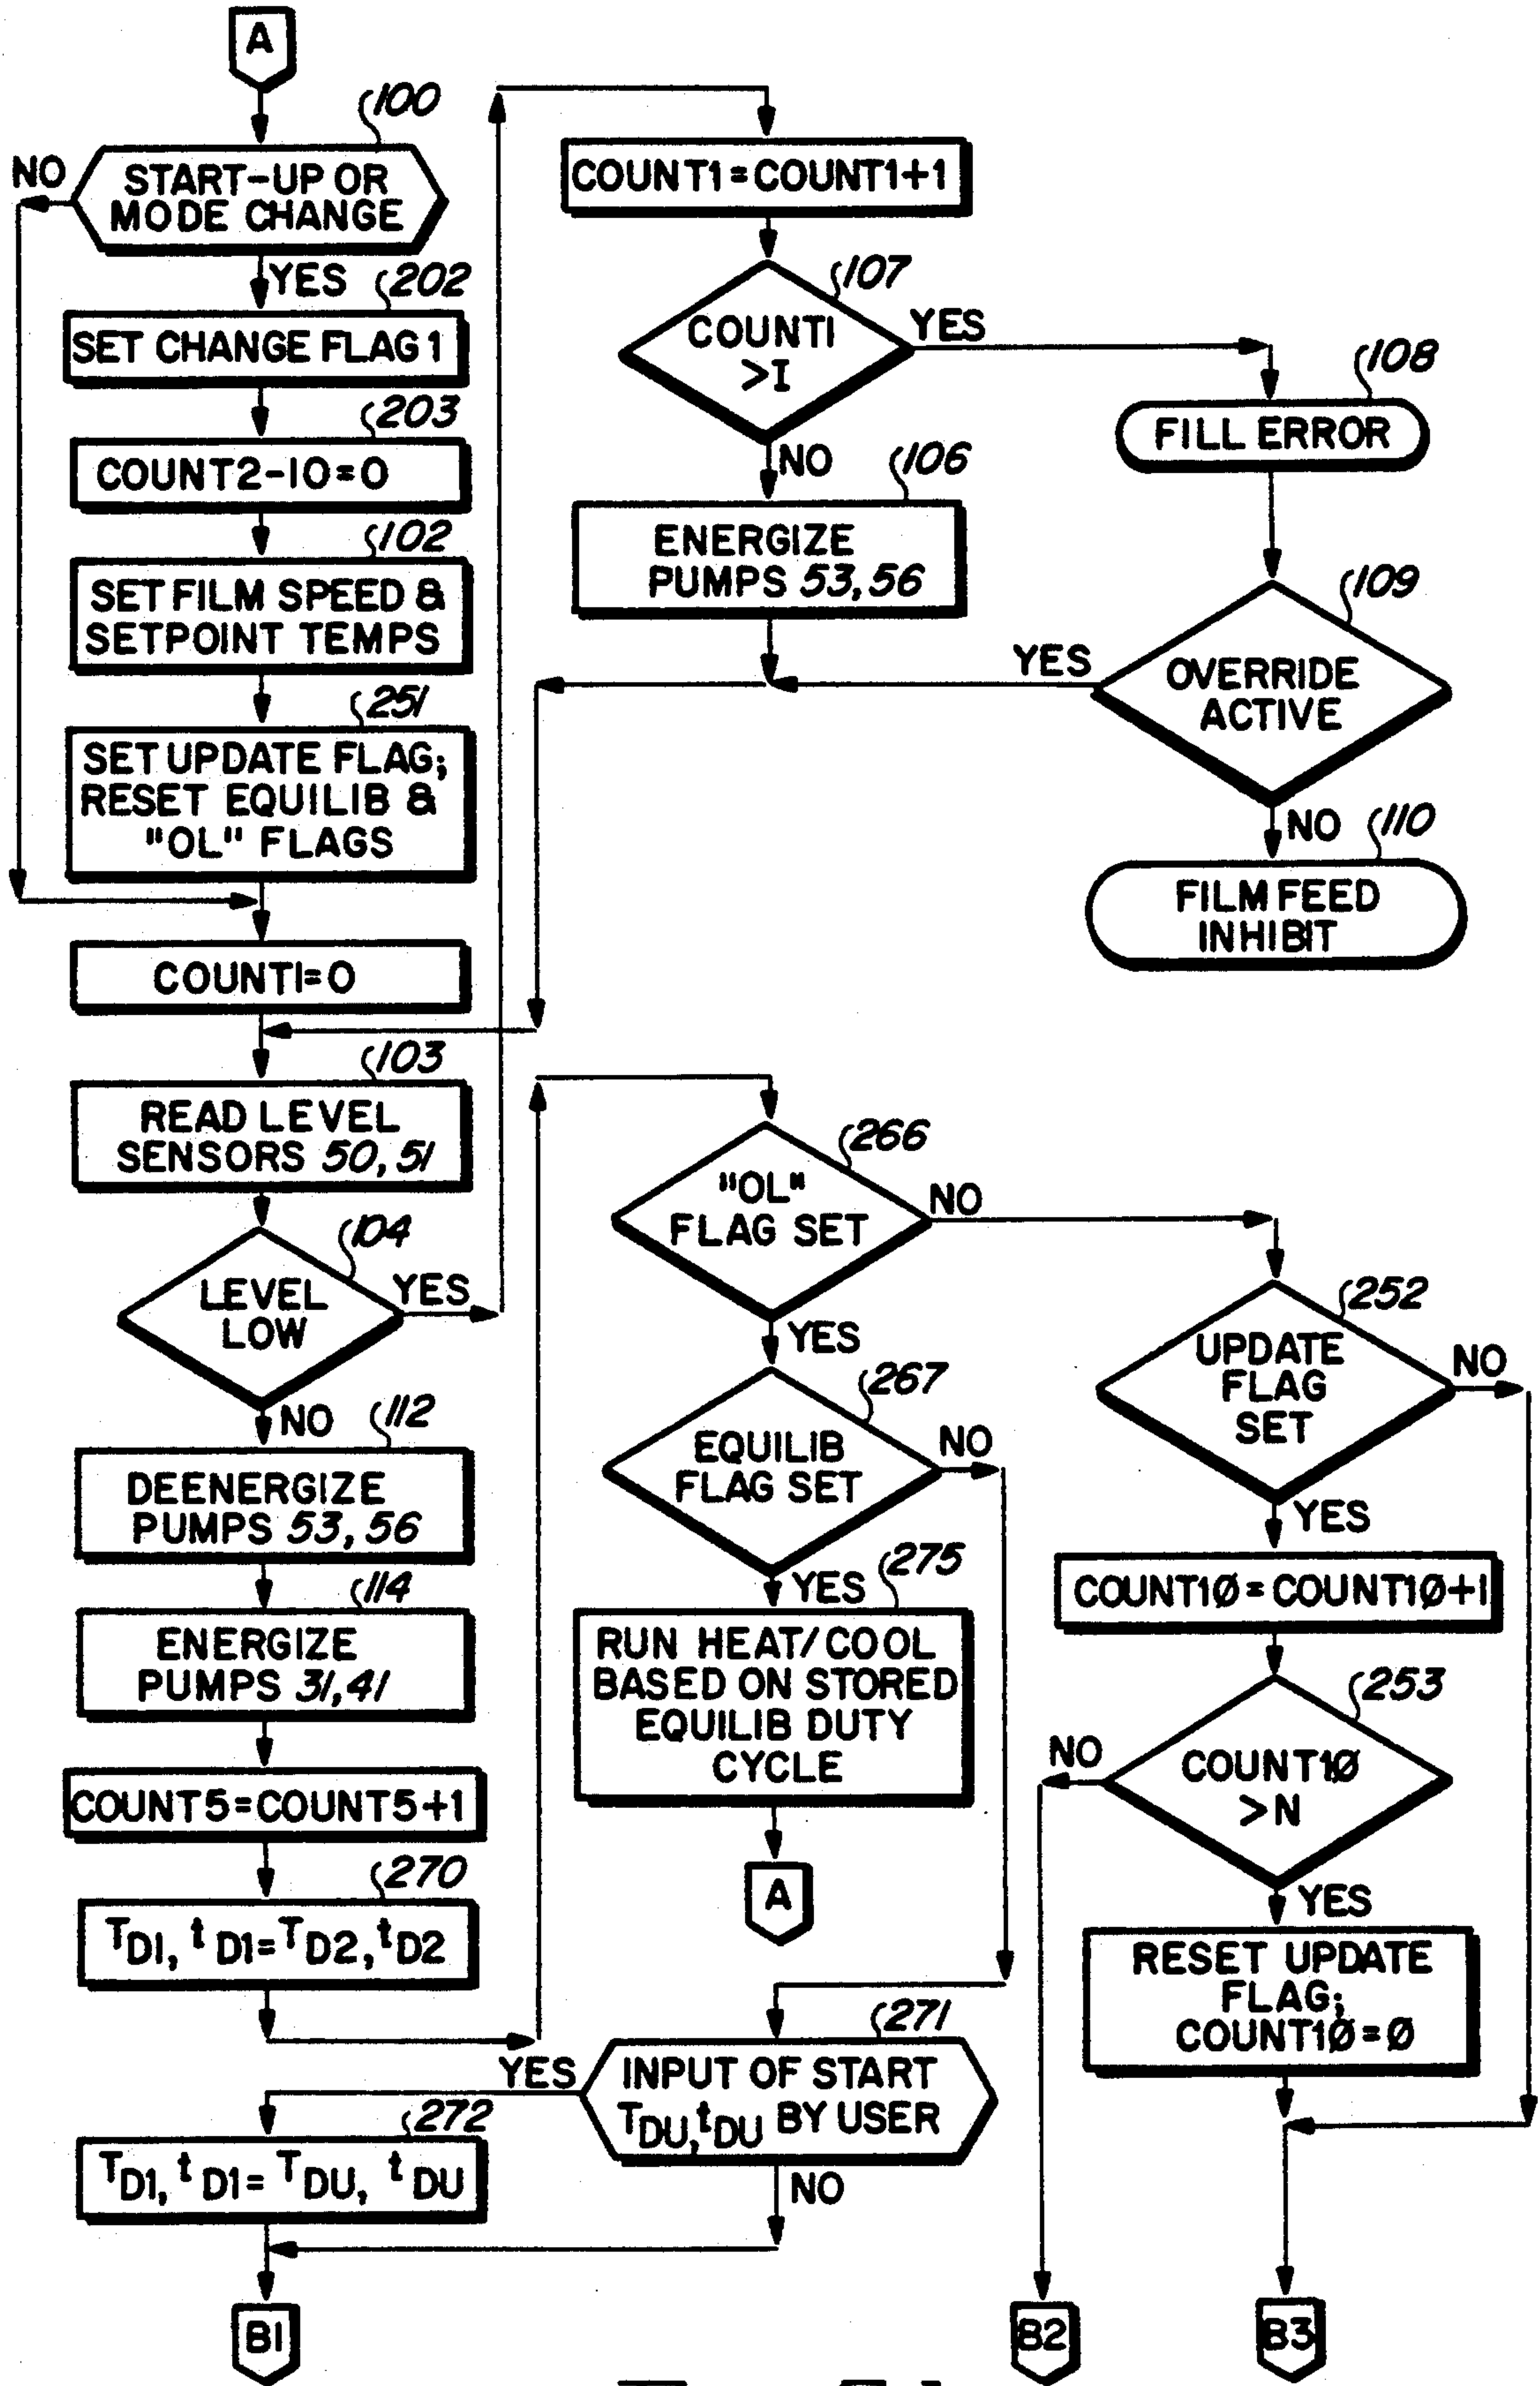 A
100
NO
START-UP OR
MODE CHANGE
YES
202
SET CHANGE FLAG 1
203
COUNT2-10=0
102
SET FILM SPEED &
SETPOINT TEMPS
251
SET UPDATE FLAG;
RESET EQUILIB &
"OL" FLAGS
COUNT1=0
103
READ LEVEL
SENSORS 50, 51
104
LEVEL
LOW
YES
NO
112
DEENERGIZE
PUMPS 53, 56
114
ENERGIZE
PUMPS 31, 41
COUNT5=COUNT5+1
270
TD1, tD1=TD2, tD2
COUNT1=COUNT1+1
107
COUNT1
>I
YES
NO
106
ENERGIZE
PUMPS 53, 56
108
FILL ERROR
109
OVERRIDE
ACTIVE
YES
NO
110
FILM FEED
INHIBIT
266
"OL"
FLAG SET
NO
YES
267
EQUILIB
FLAG SET
NO
YES
275
RUN HEAT/COOL
BASED ON STORED
EQUILIB DUTY
CYCLE
A
271
INPUT OF START
TDU, tDU BY USER
YES
NO
272
TD1, tD1= TDU, tDU
B1
252
UPDATE
FLAG
SET
NO
YES
COUNT1Ø=COUNT1Ø+1
253
COUNT1Ø
>N
NO
YES
RESET UPDATE
FLAG;
COUNT1Ø=Ø
B2
B3